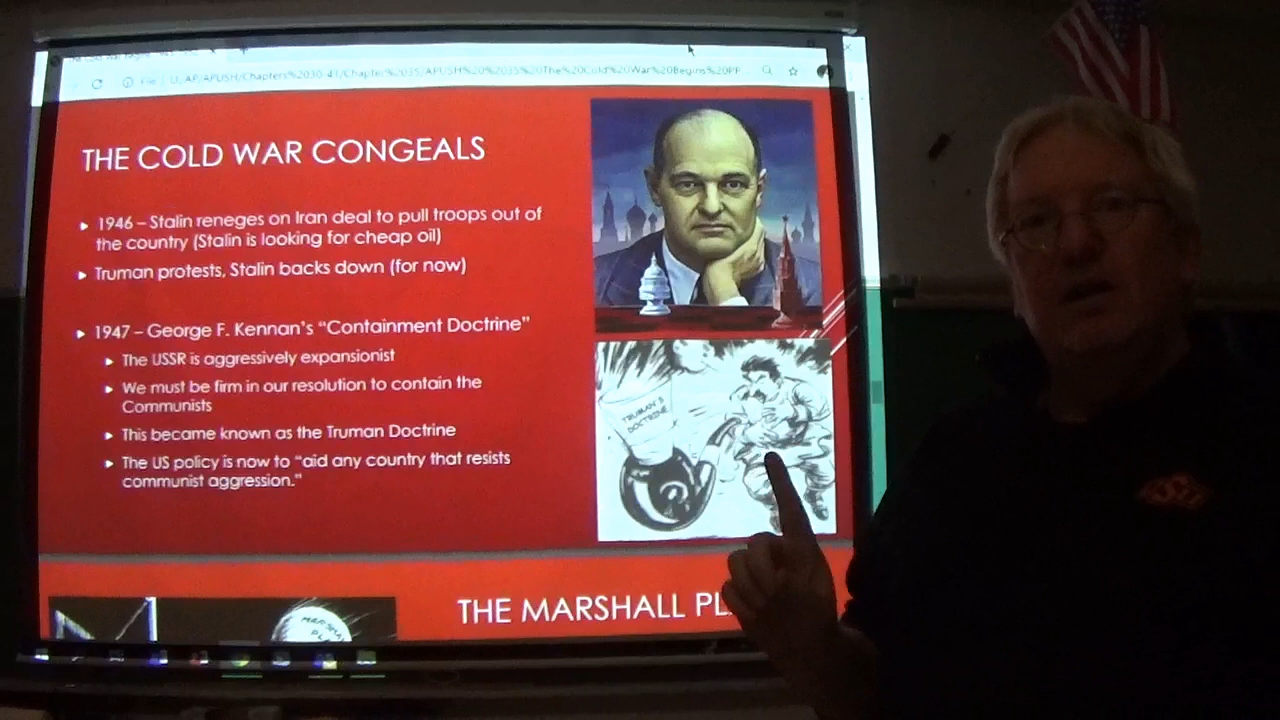 THE COLD WAR CONGEALS
1946 – Stalin reneges on Iran deal to pull troops out of
the country (Stalin is looking for cheap oil)
Truman protests, Stalin backs down (for now)
1947 – George F. Kennan's "Containment Doctrine"
The USSR is aggressively expansionist
We must be firm in our resolution to contain the
Communists
This became known as the Truman Doctrine
The US policy is now to "aid any country that resists
communist aggression."
TRUMAN'S
DOCTRINE
THE MARSHALL
MARSHALL